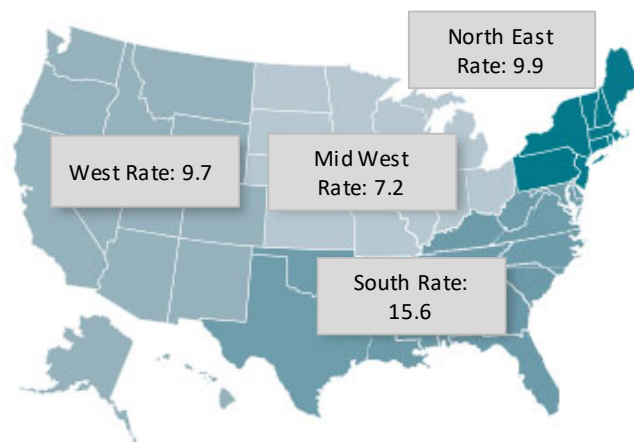 North East
Rate: 9.9
West Rate: 9.7
Mid West
Rate: 7.2
South Rate:
15.6